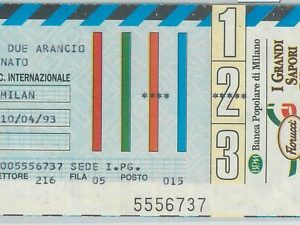 DUE ARANCIO
NATO
C. INTERNAZIONALE
MILAN
10/04/93
****
****
005556737 SEDE I.PG.
ETTORE 216 FILA 05 POSTO 015
5556737
1
2
3
Banca Popolare di Milano
I GRANDI
SAPORI
Fiorucci